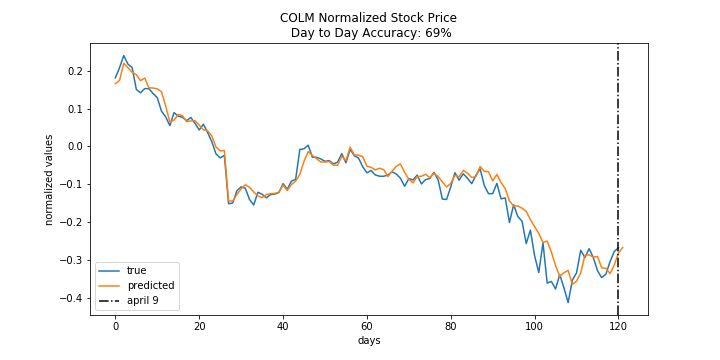 COLM Normalized Stock Price
Day to Day Accuracy: 69%
normalized values
0.2
0.1
0.0
−0.1
−0.2
−0.3
−0.4
true
predicted
april 9
0 20 40 60 80 100 120
days